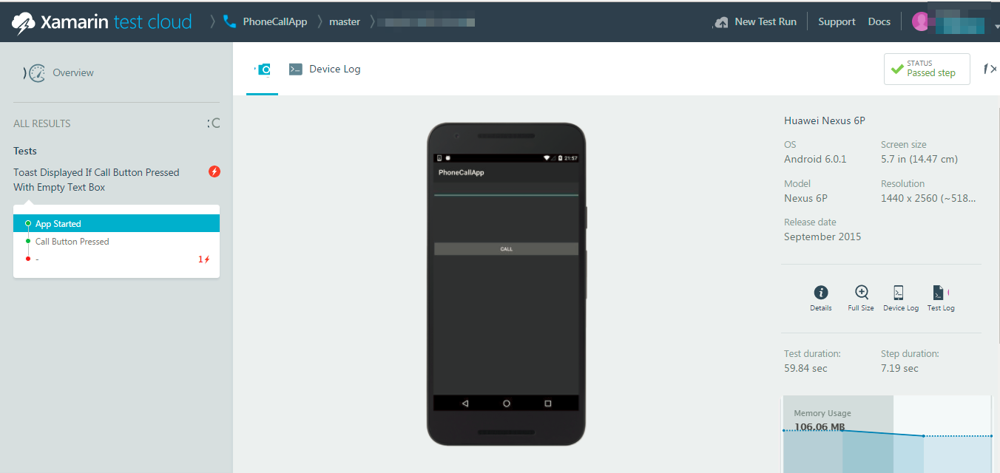 Xamarin test cloud
PhoneCallApp
master
New Test Run
Support
Docs
Overview
Device Log
STATUS
Passed step
ALL RESULTS
Tests
Toast Displayed If Call Button Pressed
With Empty Text Box
App Started
Call Button Pressed
-
1
21:57
PhoneCallApp
CALL
Huawei Nexus 6P
OS
Screen size
Android 6.0.1
5.7 in (14.47 cm)
Model
Resolution
Nexus 6P
1440 x 2560 (~518...
Release date
September 2015
Details
Full Size
Device Log
Test Log
Test duration:
Step duration:
59.84 sec
7.19 sec
Memory Usage
106.06 MB